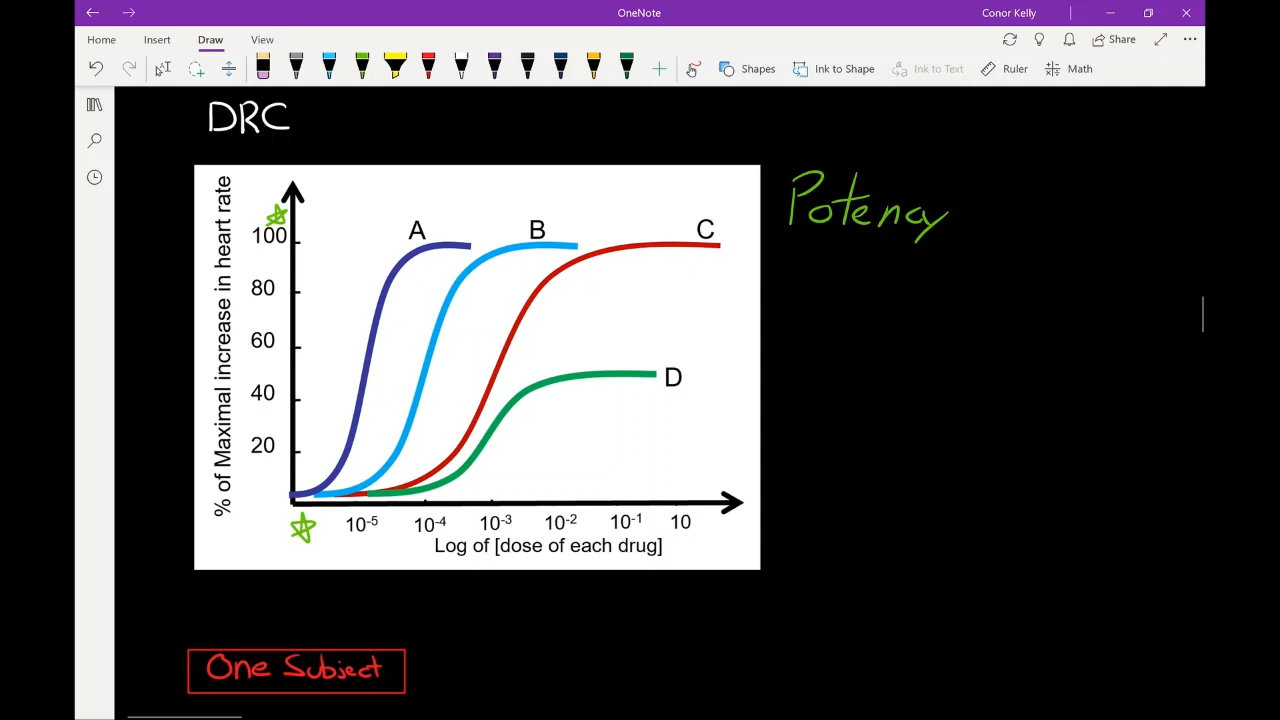 OneNote
Conor Kelly
Home Insert Draw View
Share
Shapes Ink to Shape Ink to Text Ruler Math
DRC
% of Maximal increase in heart rate
100
80
60
40
20
A B C
D
10-5 10-4 10-3 10-2 10-1 10
Log of [dose of each drug]
Potency
One Subject